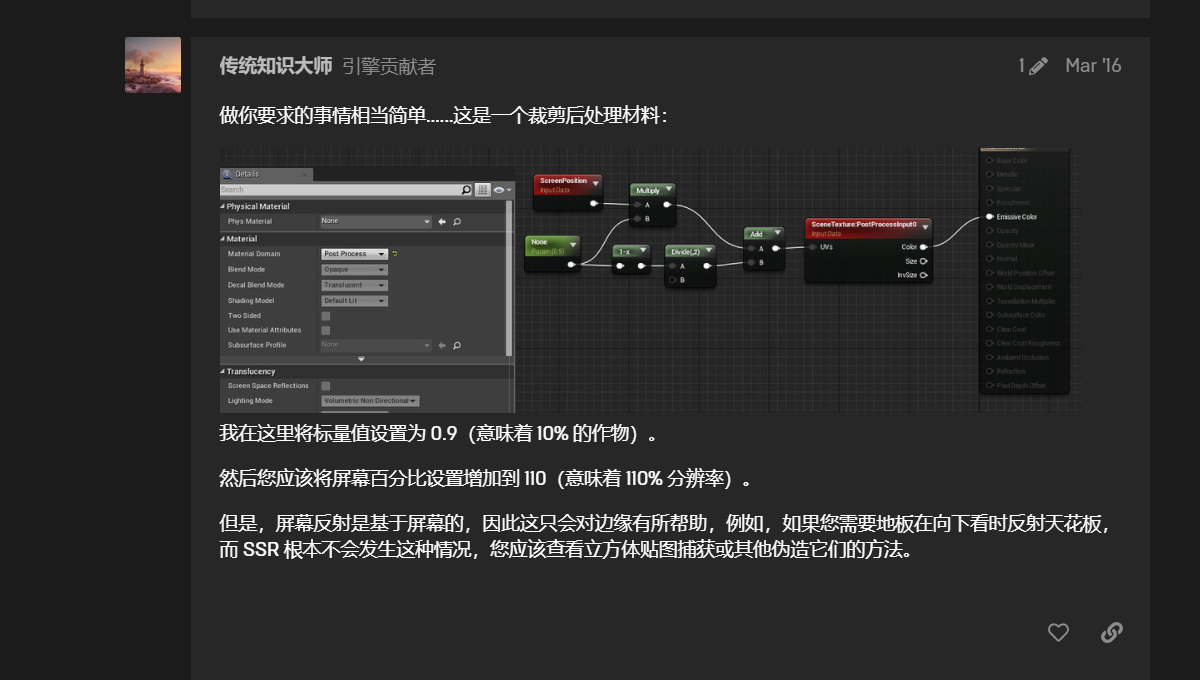 传统知识大师 引擎贡献者
1 Mar '16
做你要求的事情相当简单......这是一个裁剪后处理材料：
Details
Search
Physical Material
Phys Material None
Material
Material Domain Post Process
Blend Mode Opaque
Decal Blend Mode Translucent
Shading Model Default Lit
Two Sided
Use Material Attributes
Subsurface Profile None
Translucency
Screen Space Reflections
Lighting Mode Volumetric Non Directional
ScreenPosition
Input Data
None
Param (0.9)
Multiply
A
B
1-x
Divide(,2)
A
B
Add
A
B
SceneTexture:PostProcessInput0
Input Data
UVs Color
Size
InvSize
Base Color
Metallic
Specular
Roughness
Emissive Color
Opacity
Opacity Mask
Normal
World Position Offset
World Displacement
Tessellation Multiplier
Subsurface Color
Clear Coat
Clear Coat Roughness
Ambient Occlusion
Refraction
Pixel Depth Offset
我在这里将标量值设置为 0.9（意味着 10% 的作物）。
然后您应该将屏幕百分比设置增加到 110（意味着 110% 分辨率）。
但是，屏幕反射是基于屏幕的，因此这只会对边缘有所帮助，例如，如果您需要地板在向下看时反射天花板，
而 SSR 根本不会发生这种情况，您应该查看立方体贴图捕获或其他伪造它们的方法。